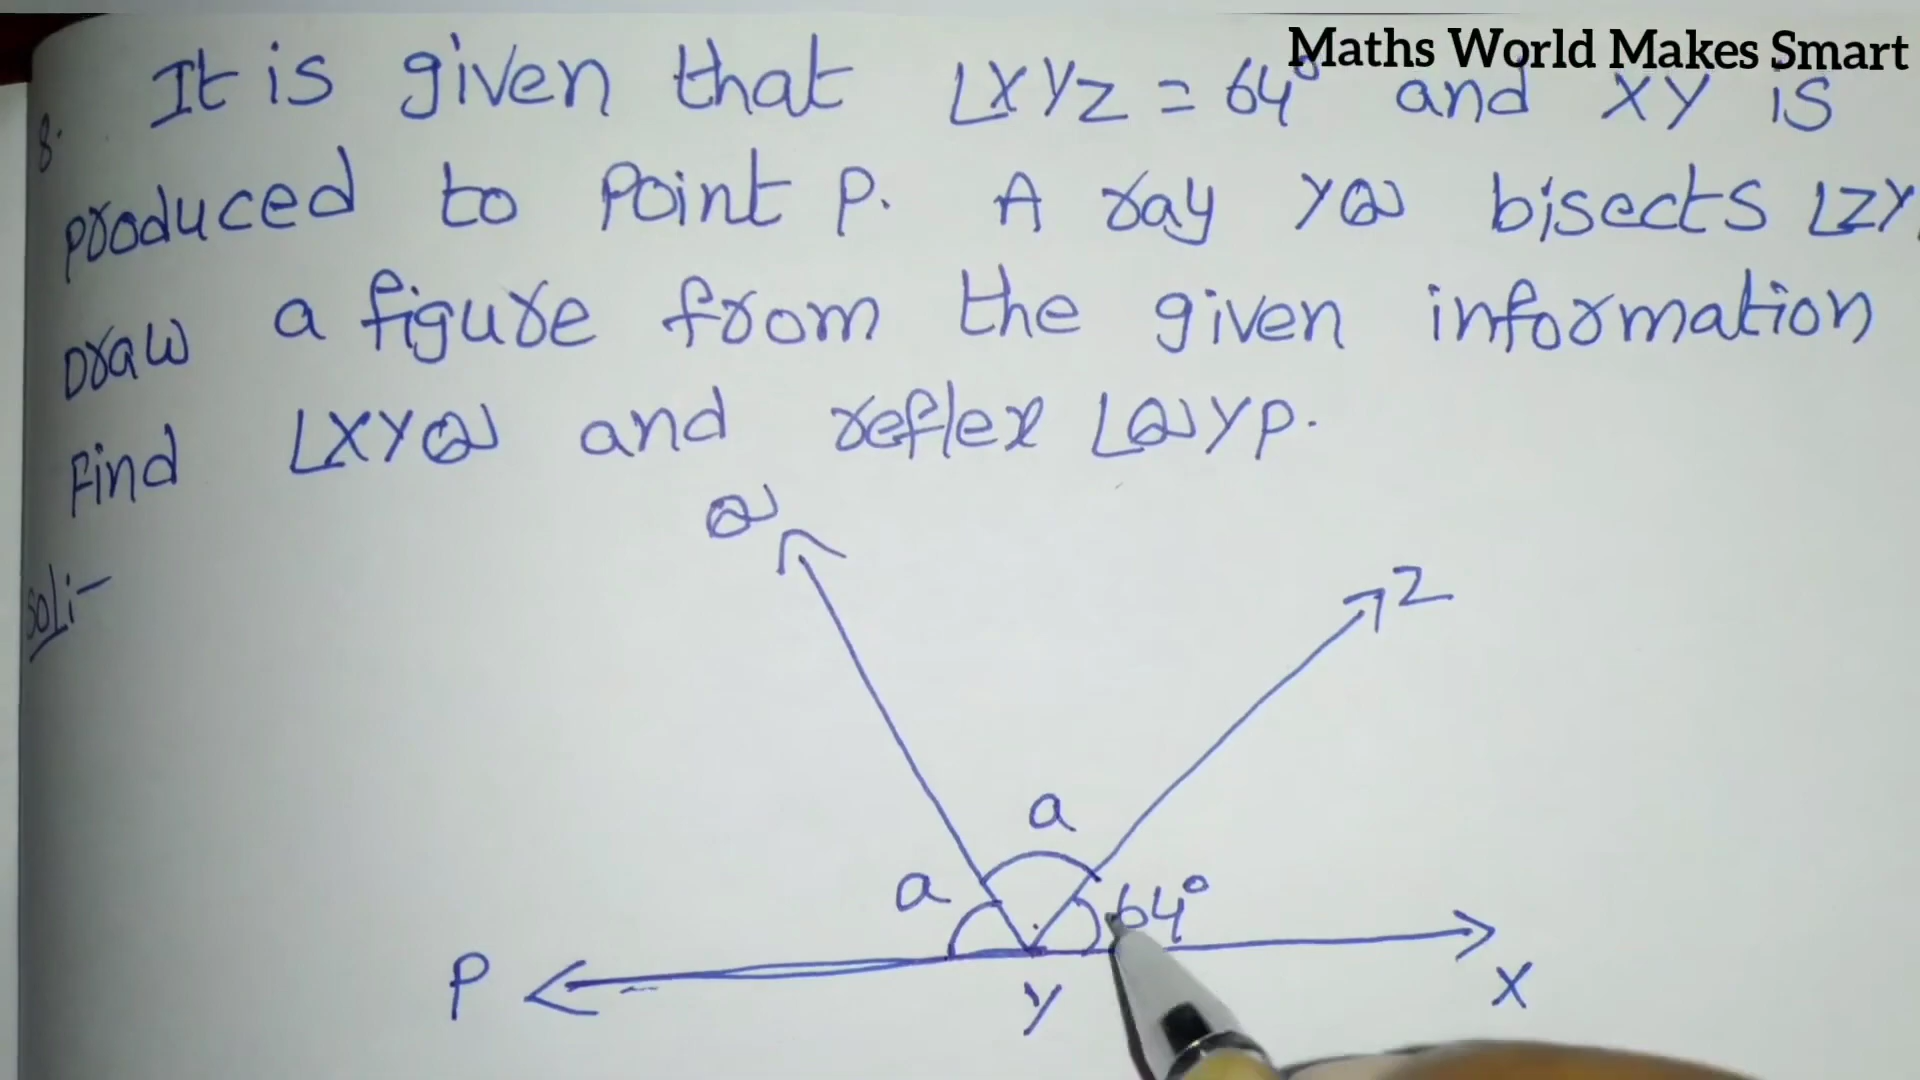 Maths World Makes Smart
8. It is given that ∠XYZ = 64° and XY is
produced to Point P. A ray YQ bisects ∠ZY
Draw a figure from the given information
Find ∠XYQ and reflex ∠QYP.
Sol:-
Q
Z
a
a
64°
P
Y
X